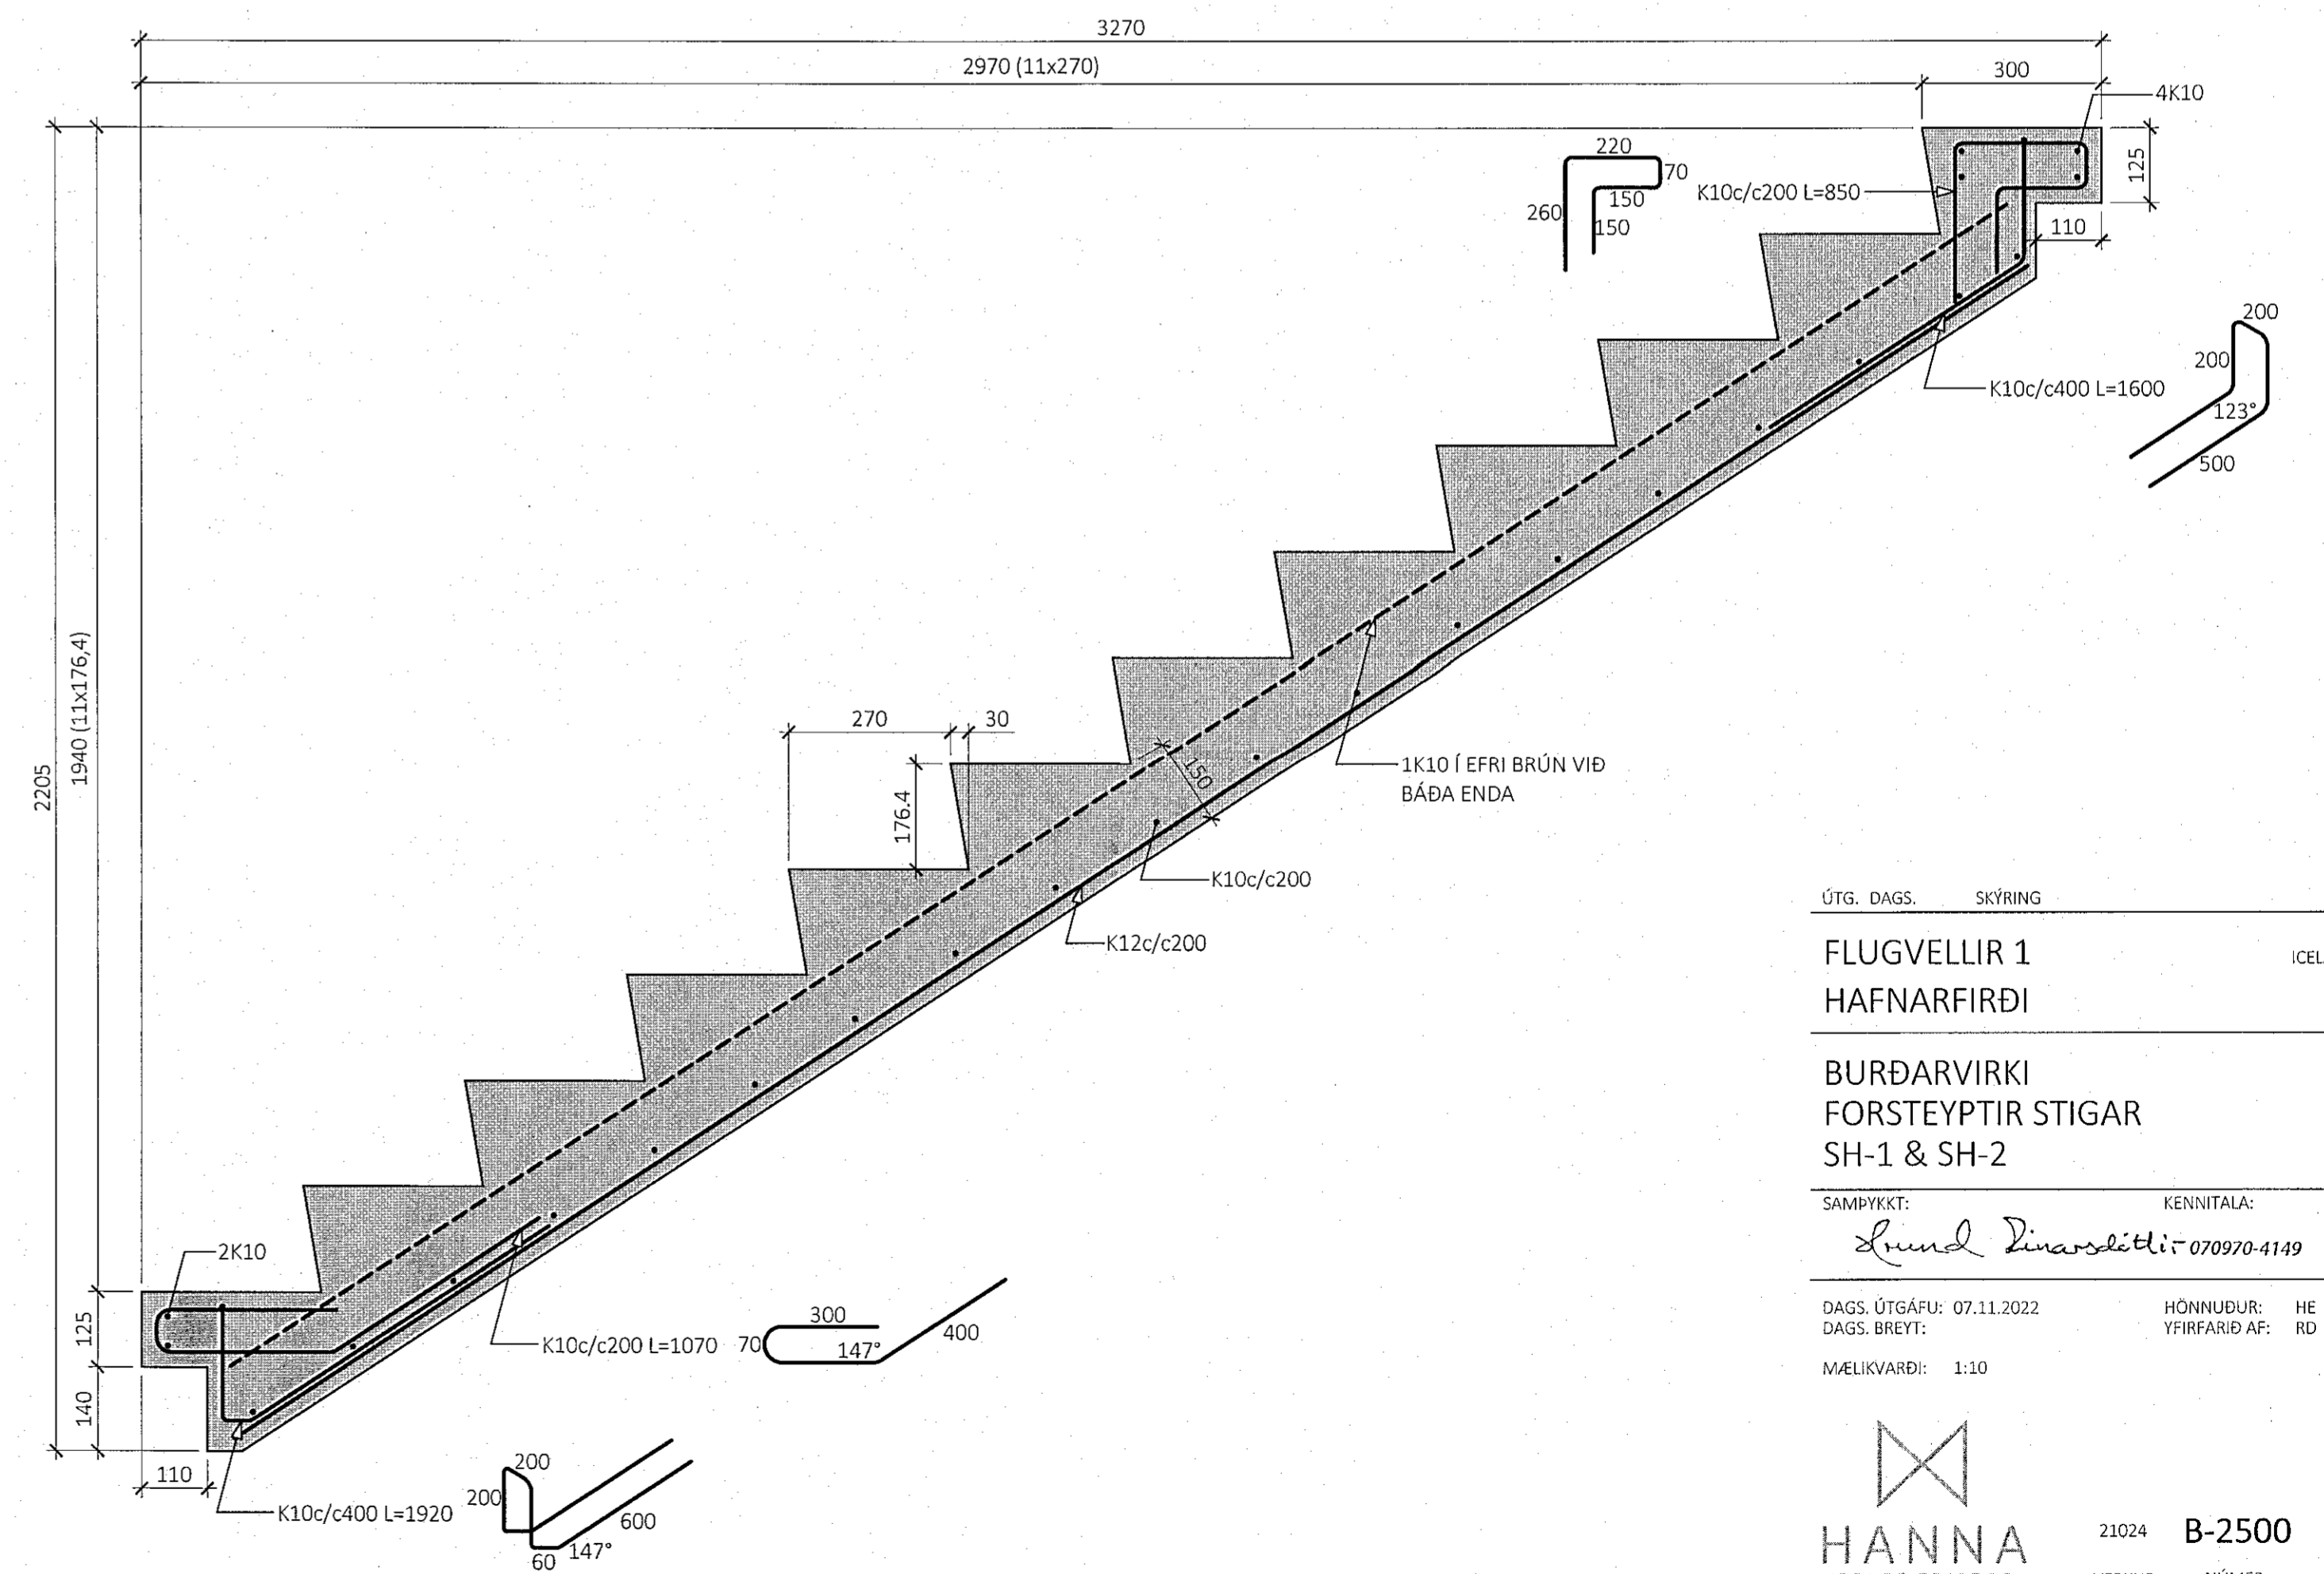 3270
2970 (11x270)
300
4K10
220
70
K10c/c200 L=850
125
260
150
150
110
200
200
K10c/c400 L=1600
123°
500
1940 (11x176,4)
2205
270
30
176.4
150
1K10 Í EFRI BRÚN VIÐ
BÁÐA ENDA
K10c/c200
K12c/c200
ÚTG. DAGS. SKÝRING
FLUGVELLIR 1
HAFNARFIRÐI
BURÐARVIRKI
FORSTEYPTIR STIGAR
SH-1 & SH-2
SAMÞYKKT: KENNITALA:
070970-4149
2K10
125
140
110
K10c/c200 L=1070
300
70
147°
400
K10c/c400 L=1920
200
200
600
60
147°
DAGS. ÚTGÁFU: 07.11.2022 HÖNNUÐUR: HE
DAGS. BREYT: YFIRFARIÐ AF: RD
MÆLIKVARÐI: 1:10
HANNA
21024 B-2500